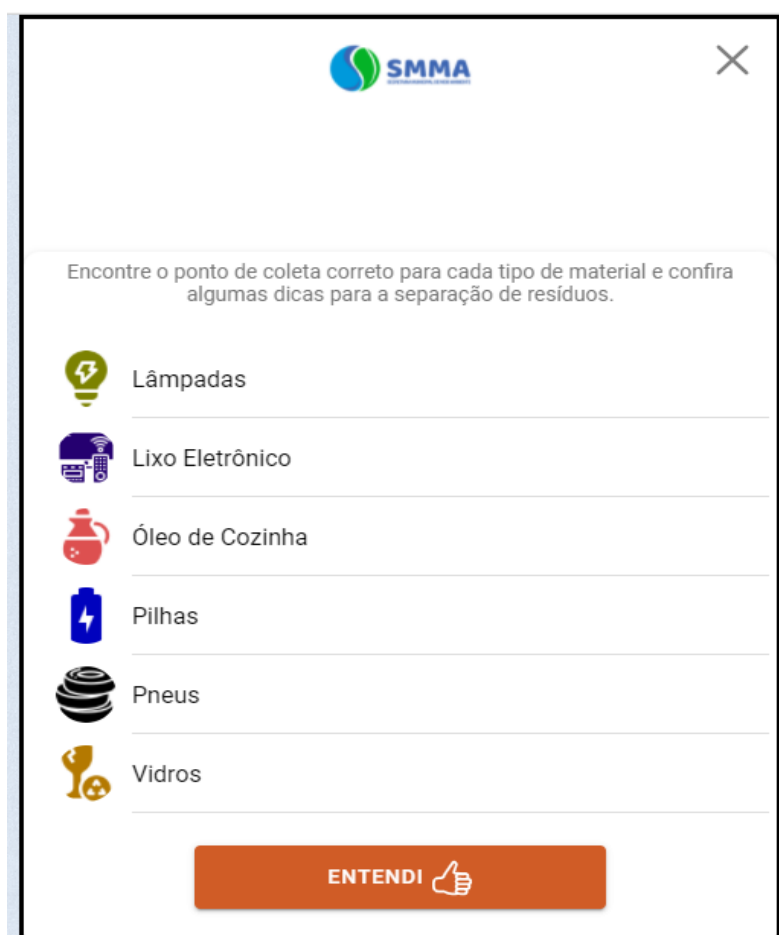 SMMA
Encontre o ponto de coleta correto para cada tipo de material e confira
algumas dicas para a separação de resíduos.
Lâmpadas
Lixo Eletrônico
Óleo de Cozinha
Pilhas
Pneus
Vidros
ENTENDI